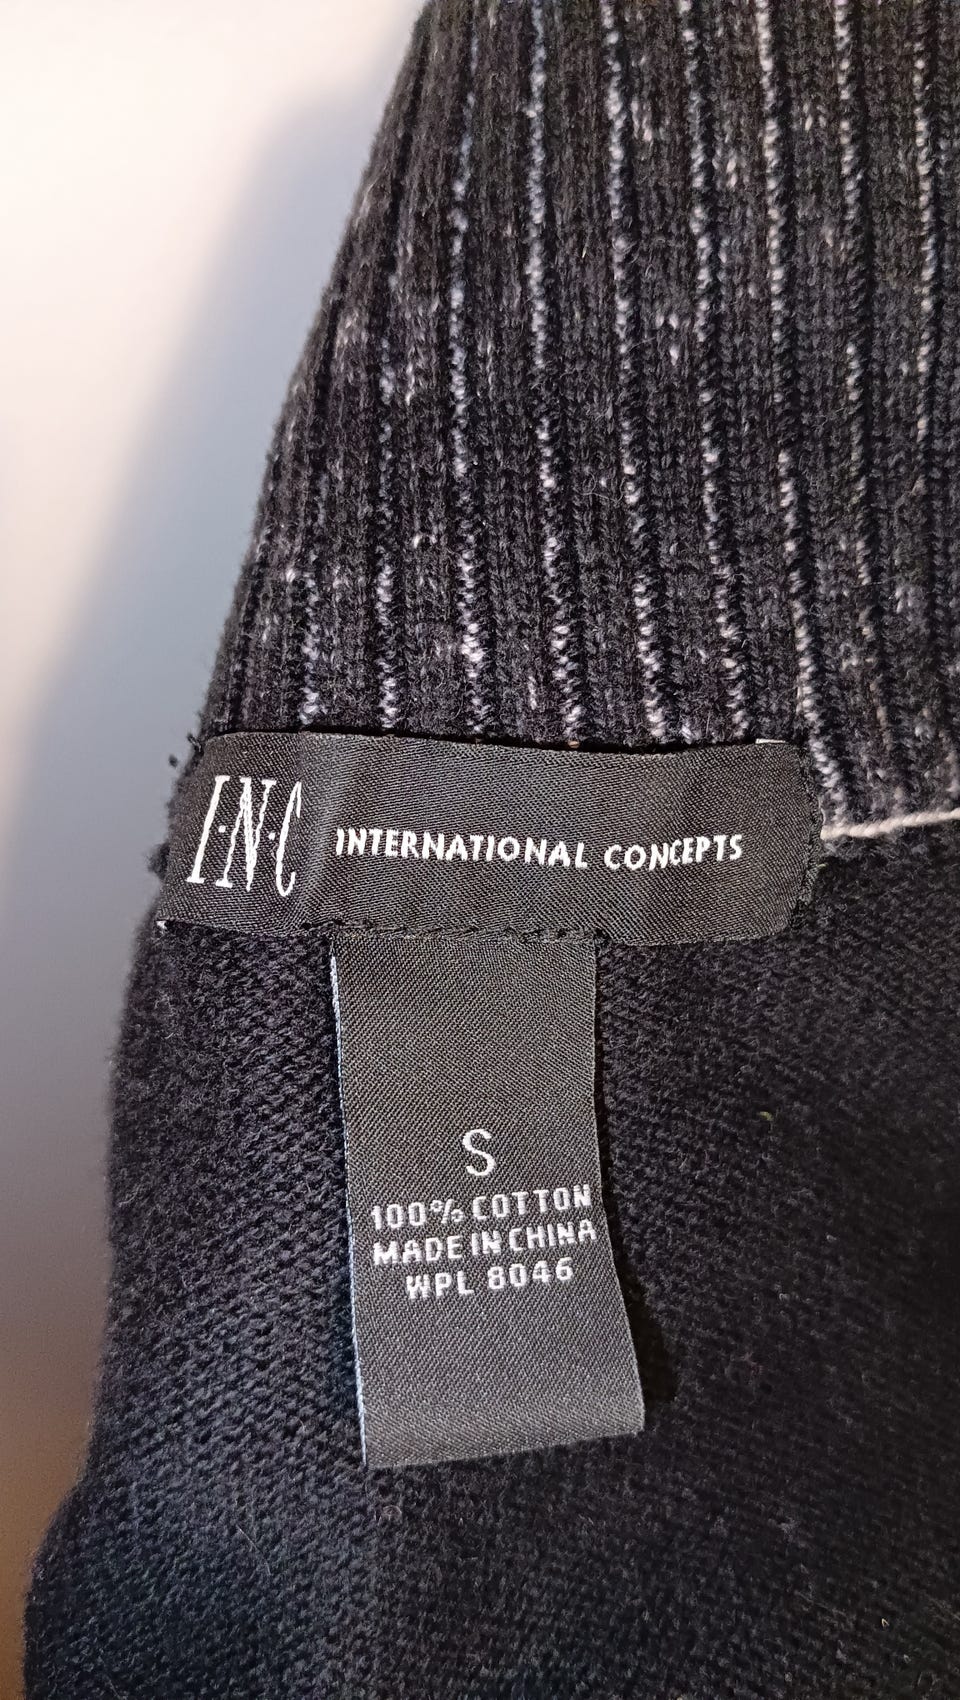 I·N·C INTERNATIONAL CONCEPTS
S
100% COTTON
MADE IN CHINA
WPL 8046